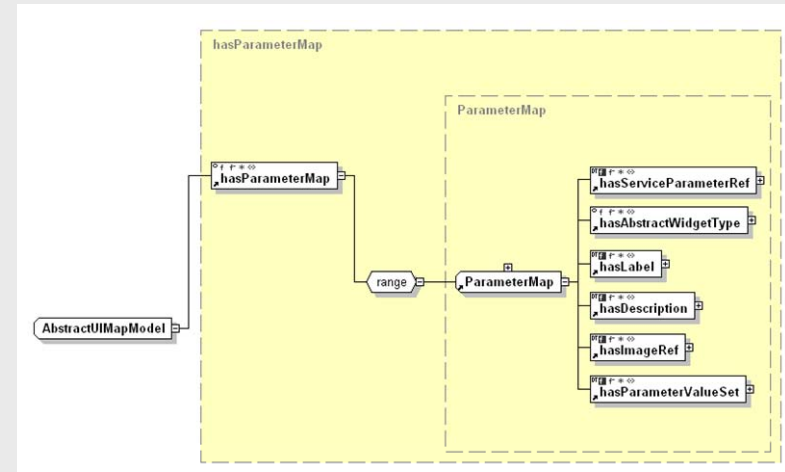 hasParameterMap
ParameterMap
hasParameterMap
hasServiceParameterRef
hasAbstractWidgetType
hasLabel
range
ParameterMap
hasDescription
AbstractUIMapModel
hasImageRef
hasParameterValueSet